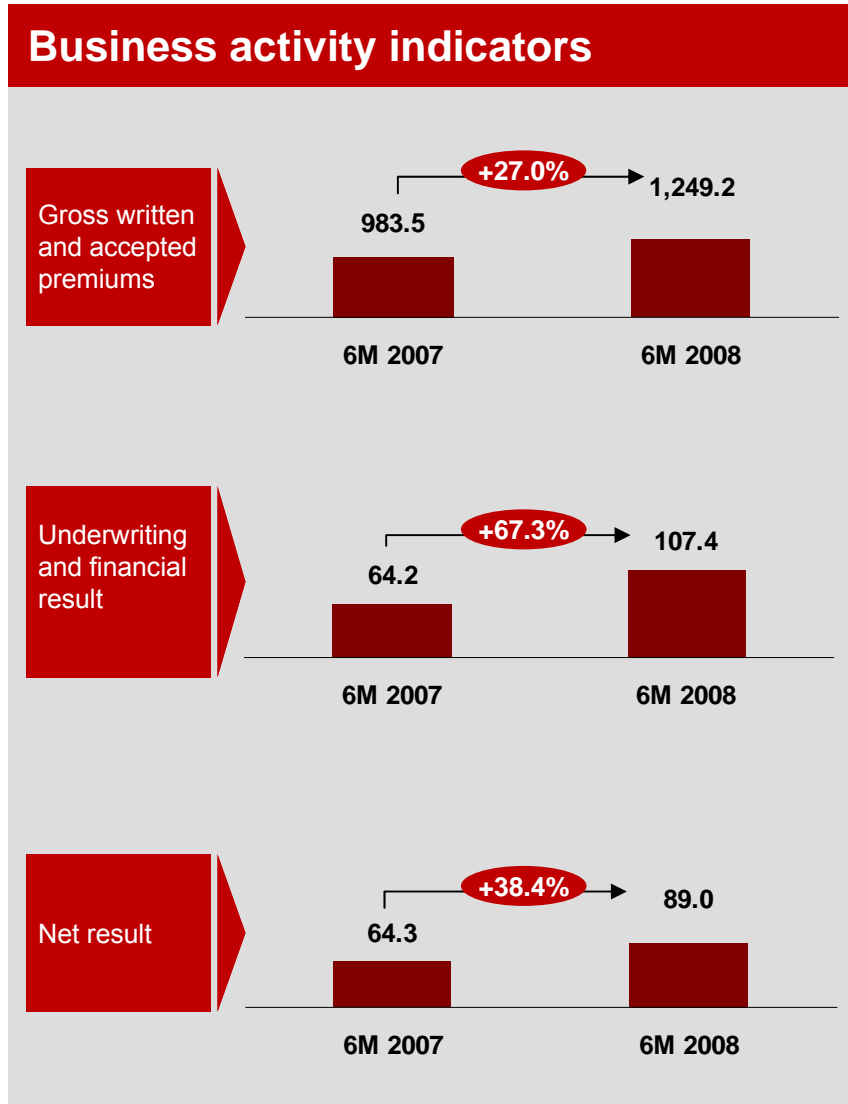 Business activity indicators
Gross written
and accepted
premiums
+27.0%
983.5
1,249.2
6M 2007
6M 2008
Underwriting
and financial
result
+67.3%
64.2
107.4
6M 2007
6M 2008
Net result
+38.4%
64.3
89.0
6M 2007
6M 2008